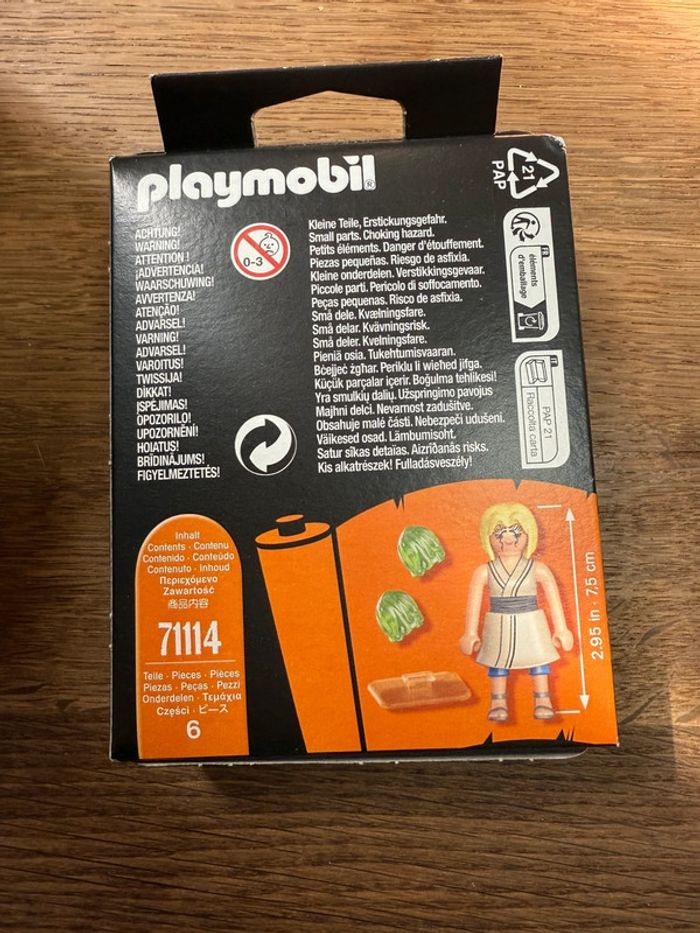 playmobil®
21
PAP
ACHTUNG!
WARNING!
ATTENTION !
¡ADVERTENCIA!
WAARSCHUWING!
AVVERTENZA!
ATENÇÃO!
ADVARSEL!
VARNING!
ADVARSEL!
VAROITUS!
TWISSIJA!
DİKKAT!
ĮSPĖJIMAS!
OPOZORILO!
UPOZORNĚNÍ!
HOIATUS!
BRĪDINĀJUMS!
FIGYELMEZTETÉS!
0-3
Kleine Teile, Erstickungsgefahr.
Small parts. Choking hazard.
Petits éléments. Danger d'étouffement.
Piezas pequeñas. Riesgo de asfixia.
Kleine onderdelen. Verstikkingsgevaar.
Piccole parti. Pericolo di soffocamento.
Peças pequenas. Risco de asfixia.
Små dele. Kvælningsfare.
Små delar. Kvävningsrisk.
Små deler. Kvelningsfare.
Pieniä osia. Tukehtumisvaaran.
Bċejjeċ żgħar. Periklu li wieħed jifga.
Küçük parçalar içerir. Boğulma tehlikesi!
Yra smulkių dalių. Užspringimo pavojus
Majhni delci. Nevarnost zadušitve.
Obsahuje malé části. Nebezpečí udušení.
Väikesed osad. Lämbumisoht.
Satur sīkas detaļas. Aizrīšanās risks.
Kis alkatrészek! Fulladásveszély!
FR
éléments
d'emballage
PAP 21
Raccolta carta
Inhalt
Contents · Contenu
Contenido · Conteúdo
Contenuto · Inhoud
Περιεχόμενο
Zawartość
商品内容
71114
Teile · Pieces · Pièces
Piezas · Peças · Pezzi
Onderdelen · Τεμάχια
Części · ピース
6
2.95 in · 7,5 cm